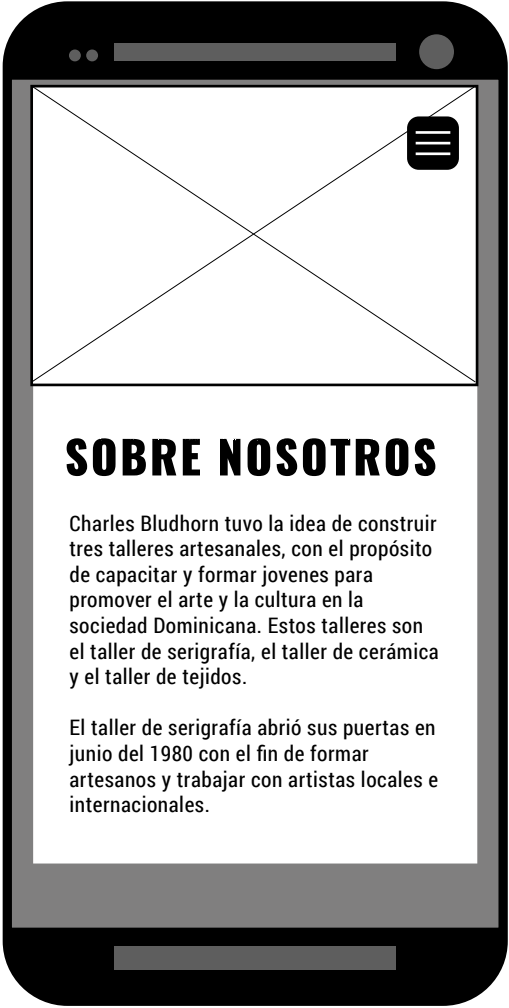 SOBRE NOSOTROS
Charles Bludhorn tuvo la idea de construir
tres talleres artesanales, con el propósito
de capacitar y formar jovenes para
promover el arte y la cultura en la
sociedad Dominicana. Estos talleres son
el taller de serigrafía, el taller de cerámica
y el taller de tejidos.
El taller de serigrafía abrió sus puertas en
junio del 1980 con el fin de formar
artesanos y trabajar con artistas locales e
internacionales.